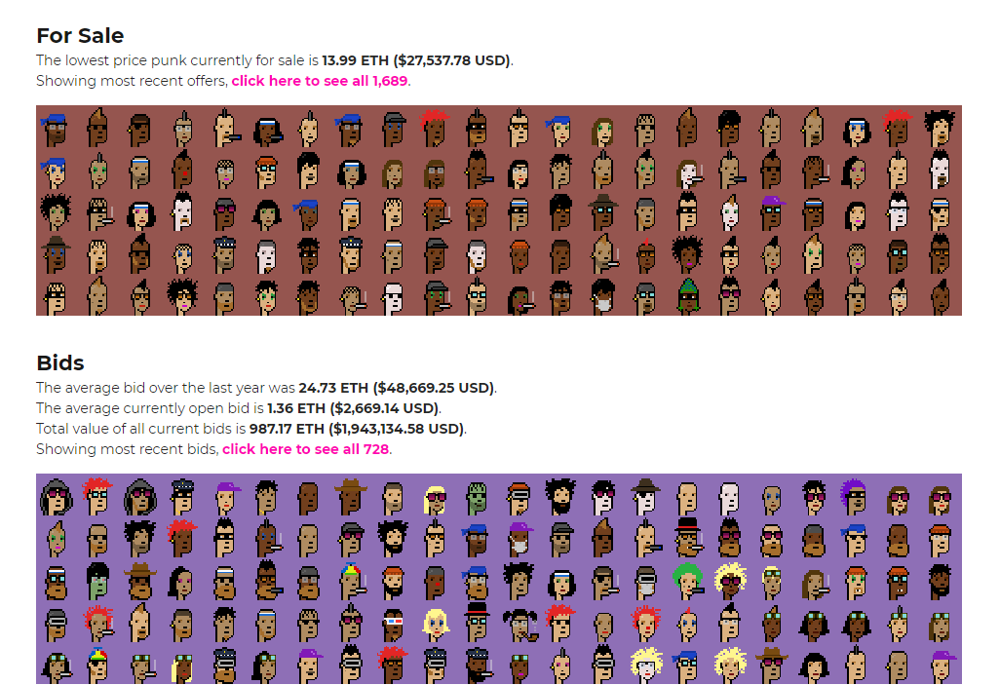 For Sale
The lowest price punk currently for sale is 13.99 ETH ($27,537.78 USD).
Showing most recent offers, click here to see all 1,689.
Bids
The average bid over the last year was 24.73 ETH ($48,669.25 USD).
The average currently open bid is 1.36 ETH ($2,669.14 USD).
Total value of all current bids is 987.17 ETH ($1,943,134.58 USD).
Showing most recent bids, click here to see all 728.